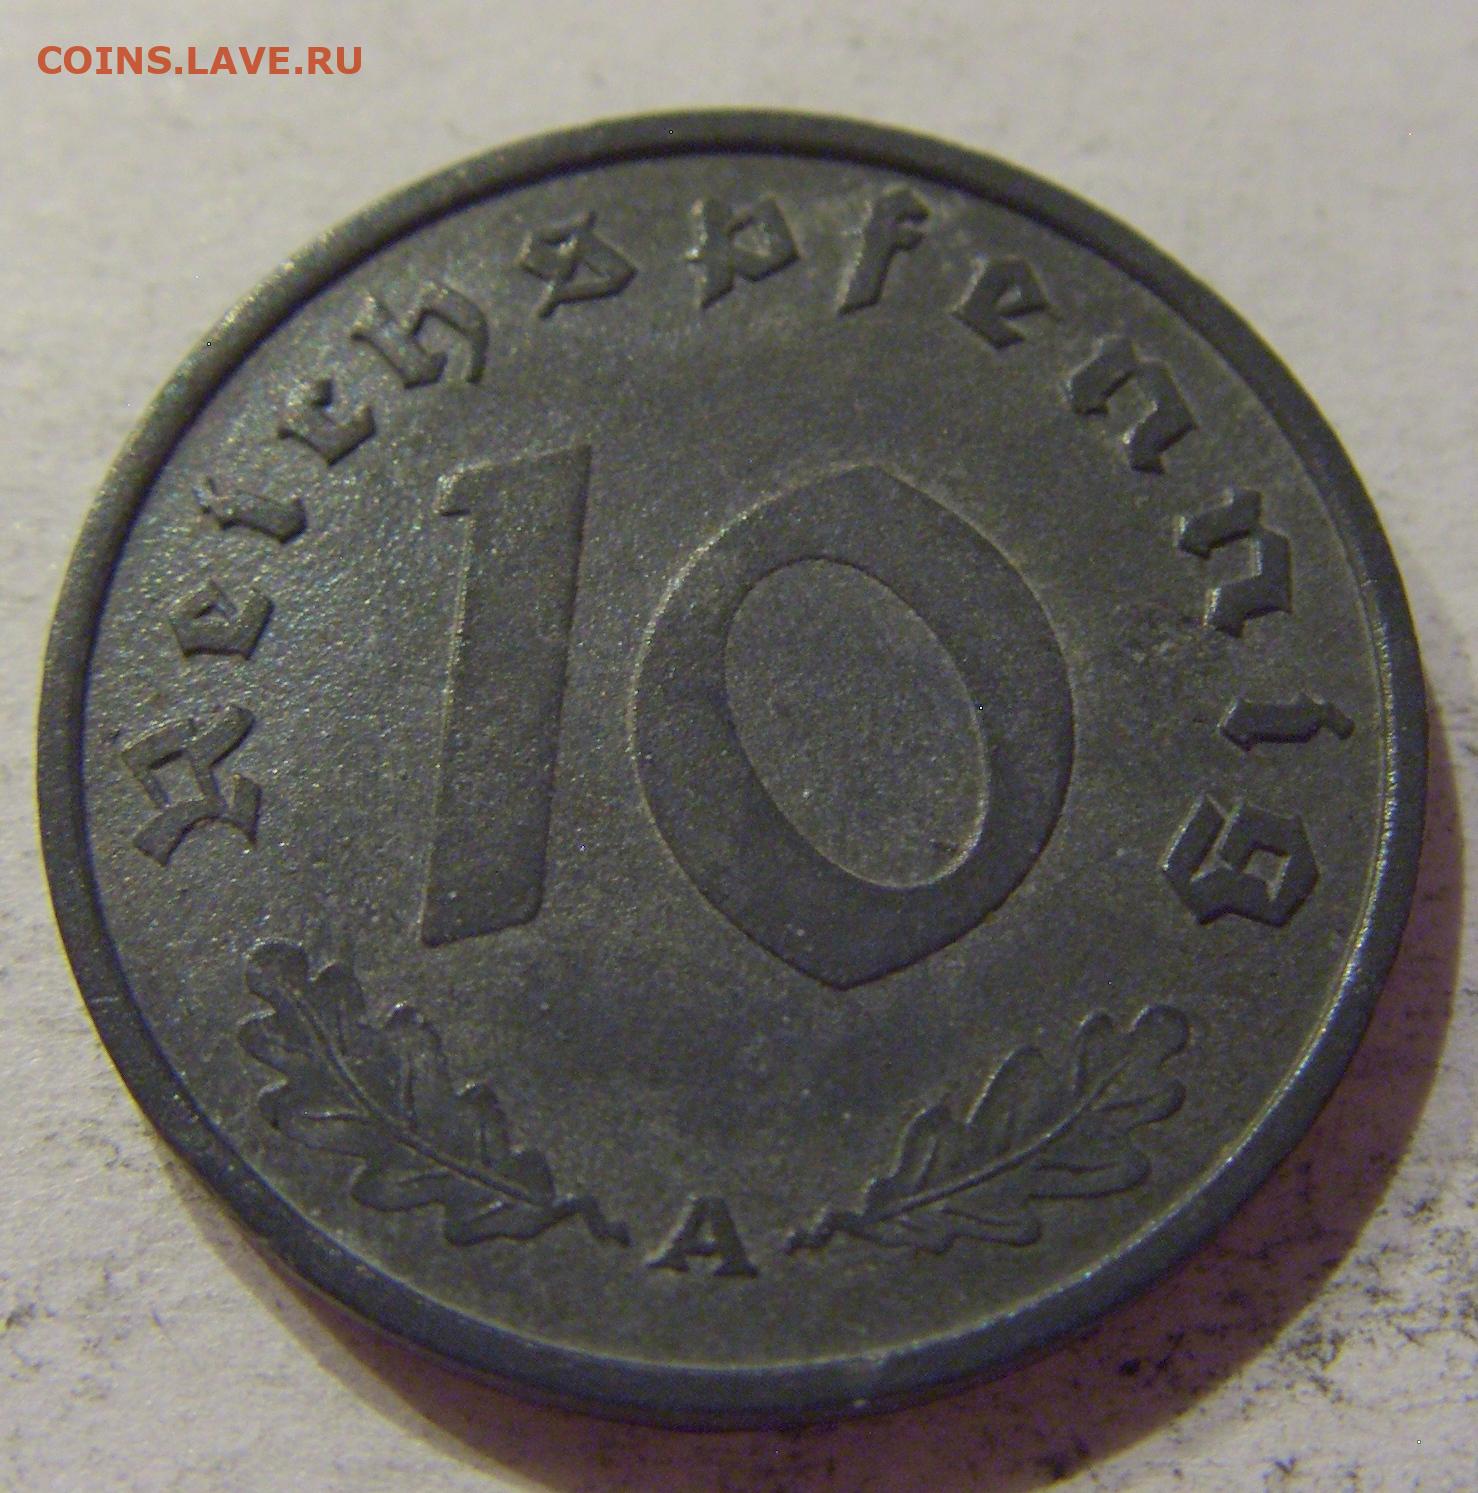 COINS.LAVE.RU
Reichspfennig
10
A